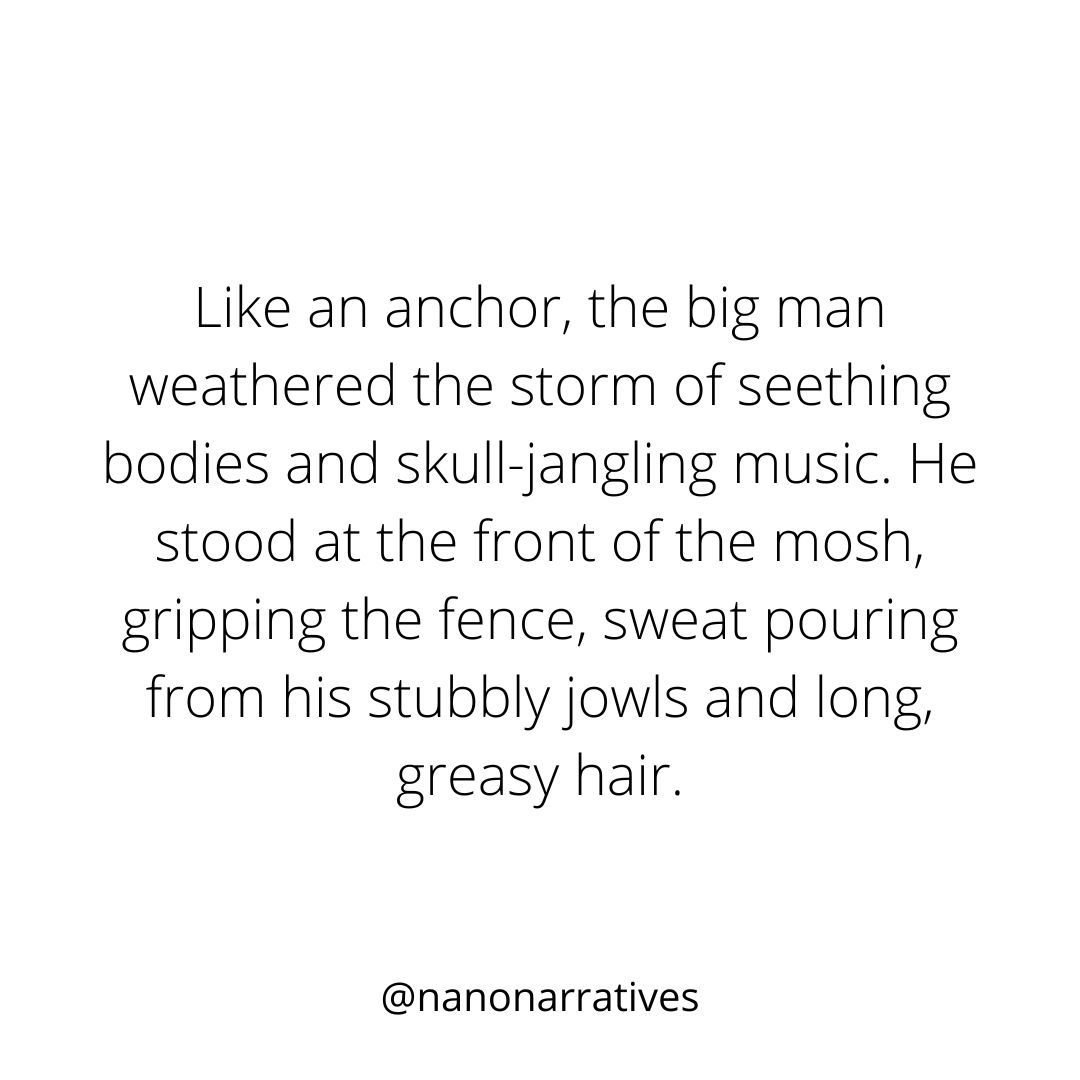 Like an anchor, the big man
weathered the storm of seething
bodies and skull-jangling music. He
stood at the front of the mosh,
gripping the fence, sweat pouring
from his stubbly jowls and long,
greasy hair.
@nanonarratives